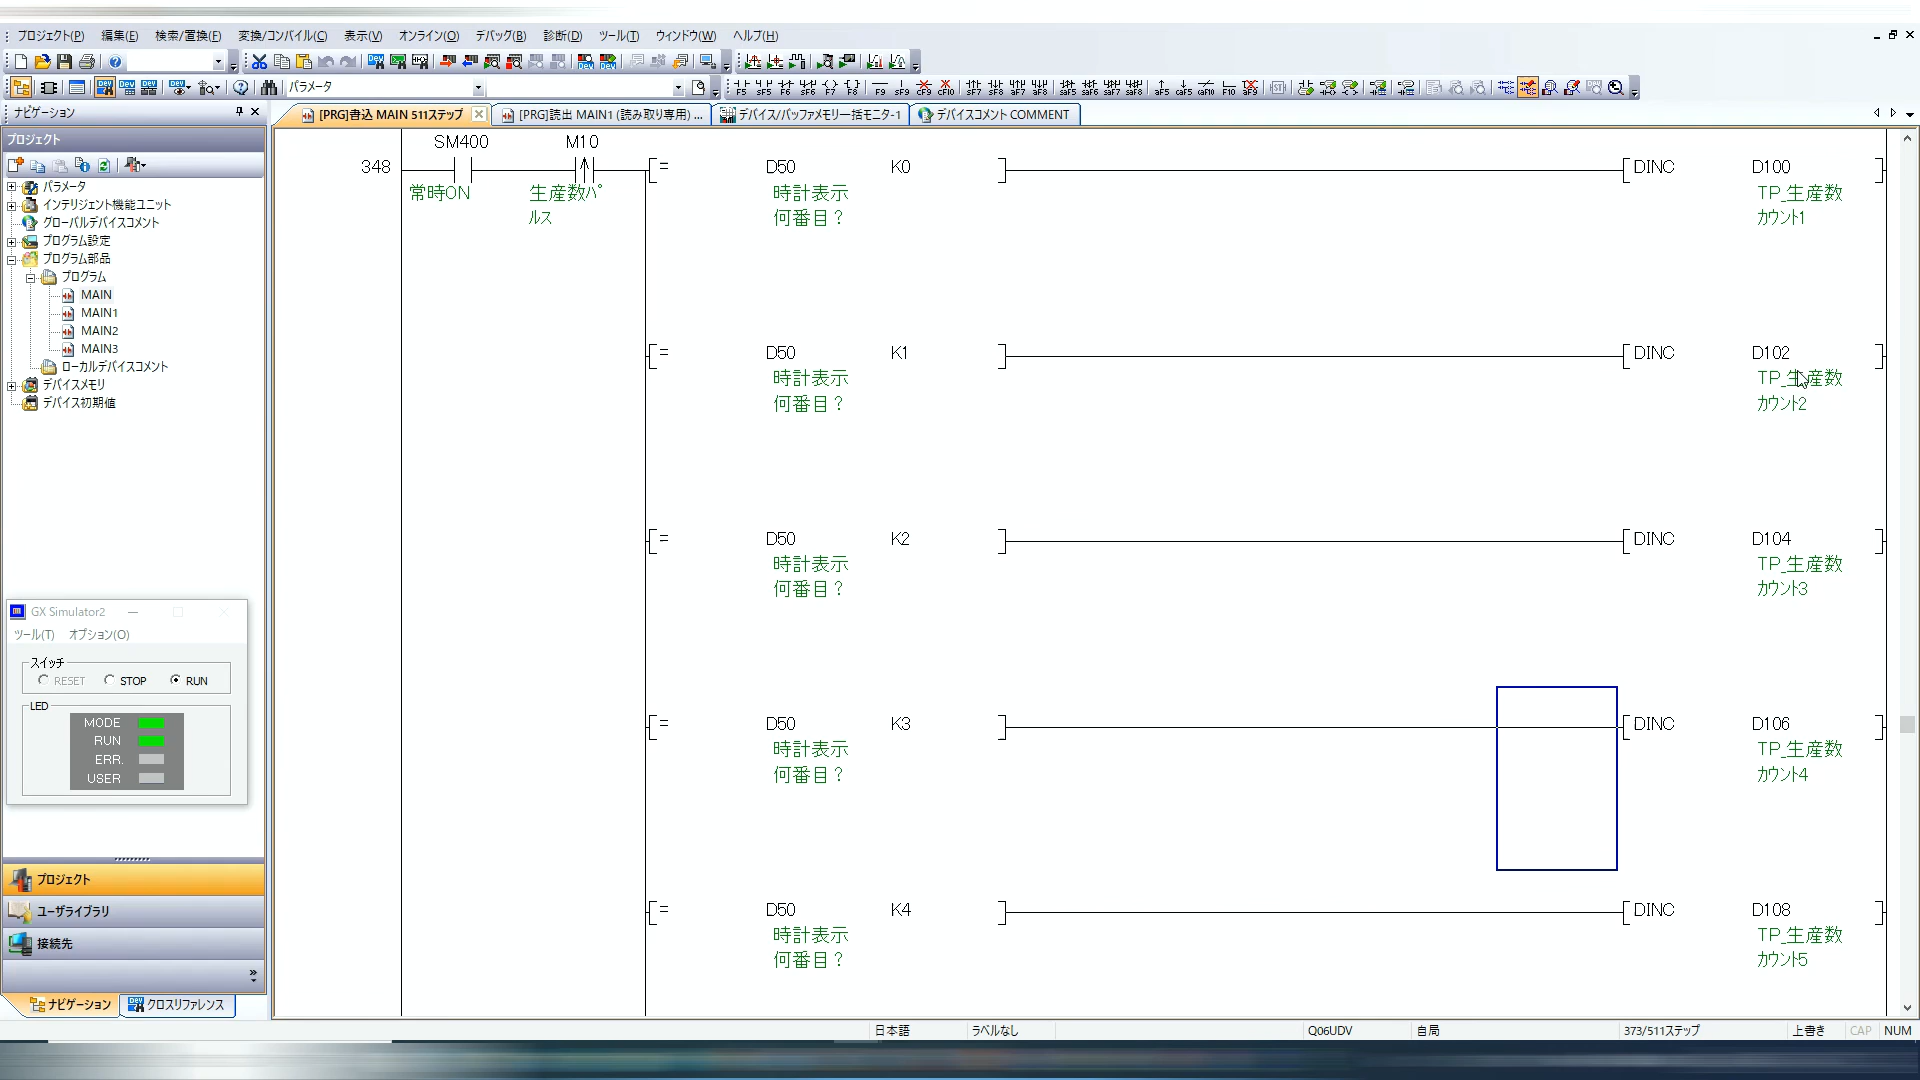 プロジェクト(P) 編集(E) 検索/置換(F) 変換/コンパイル(C) 表示(V) オンライン(O) デバッグ(B) 診断(D) ツール(T) ウィンドウ(W) ヘルプ(H)
パラメータ
ナビゲーション
[PRG]書込 MAIN 511ステップ
[PRG]読出 MAIN1 (読み取り専用) ...
デバイス/バッファメモリ一括モニタ-1
デバイスコメント COMMENT
プロジェクト
パラメータ
インテリジェント機能ユニット
グローバルデバイスコメント
プログラム設定
プログラム部品
プログラム
MAIN
MAIN1
MAIN2
MAIN3
ローカルデバイスコメント
デバイスメモリ
デバイス初期値
GX Simulator2
ツール(T) オプション(O)
スイッチ
RESET STOP RUN
LED
MODE
RUN
ERR.
USER
プロジェクト
ユーザライブラリ
接続先
ナビゲーション クロスリファレンス
SM400 M10
348 = D50 K0 DINC D100
常時ON 生産数パ 時計表示 TP_生産数
ルス 何番目? カウント1
= D50 K1 DINC D102
時計表示 TP_生産数
何番目? カウント2
= D50 K2 DINC D104
時計表示 TP_生産数
何番目? カウント3
= D50 K3 DINC D106
時計表示 TP_生産数
何番目? カウント4
= D50 K4 DINC D108
時計表示 TP_生産数
何番目? カウント5
日本語 ラベルなし Q06UDV 自局 373/511ステップ 上書き CAP NUM